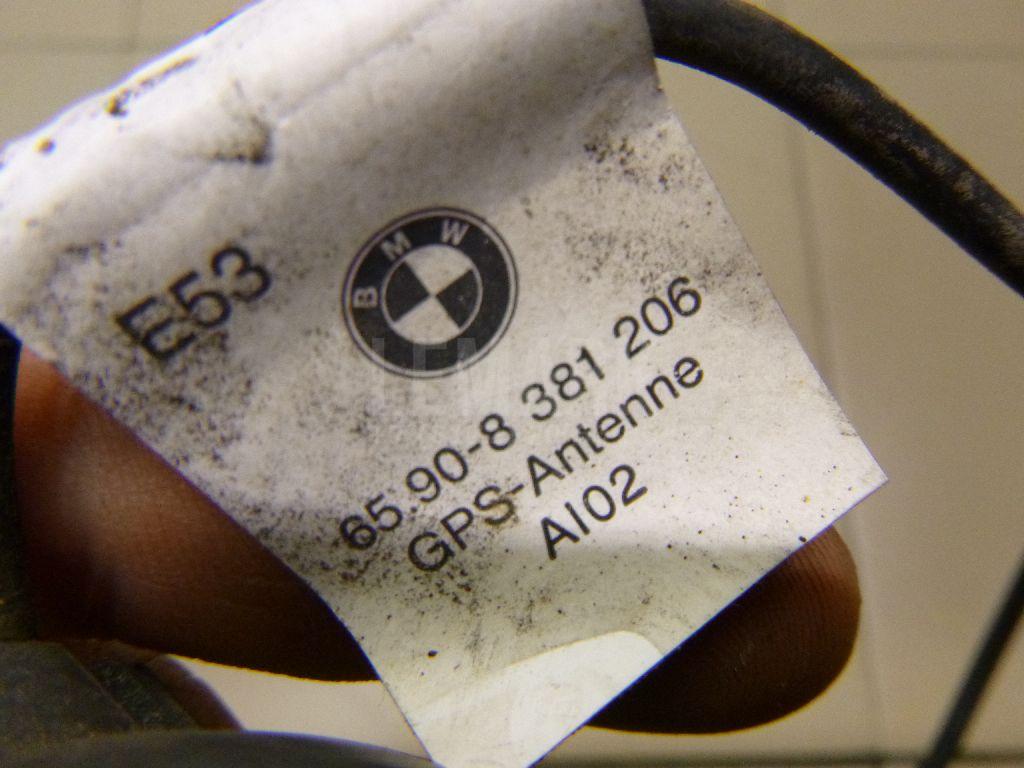 E53
BMW
65.90-8 381 206
GPS-Antenne
AI02